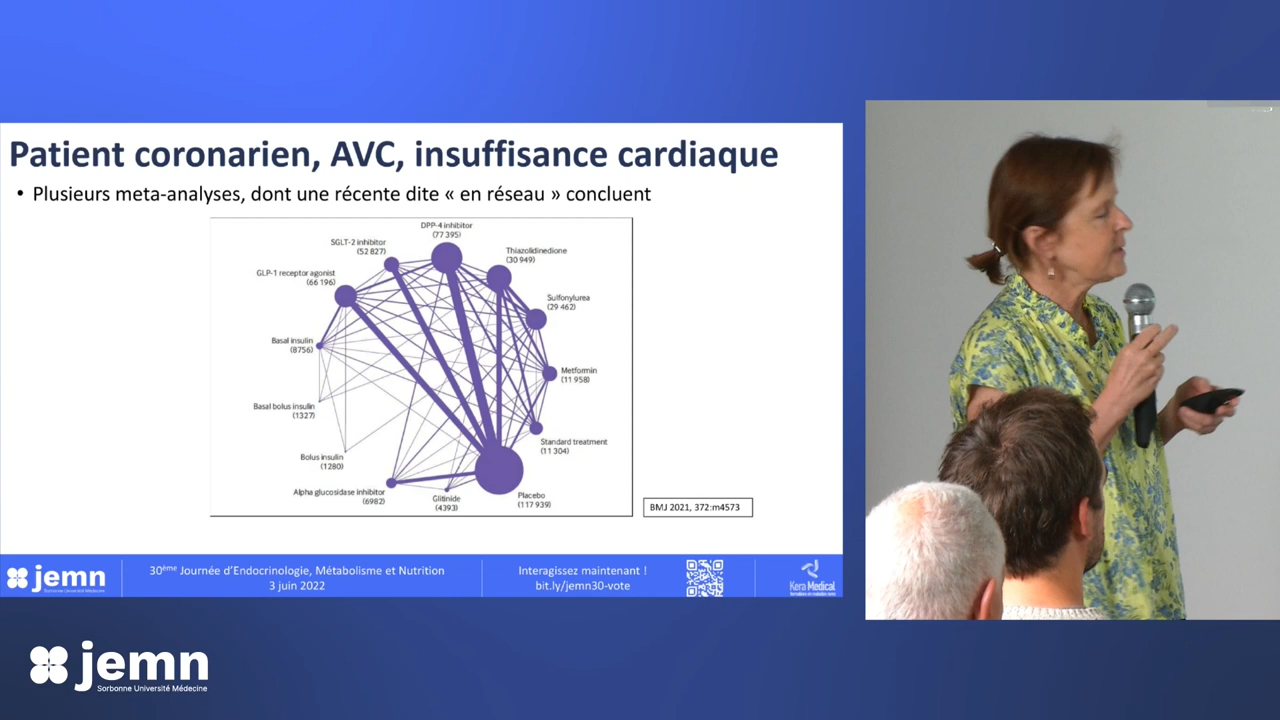 Patient coronarien, AVC, insuffisance cardiaque
• Plusieurs meta-analyses, dont une récente dite « en réseau » concluent
DPP-4 inhibitor
(77 395)
SGLT-2 inhibitor
(52 827)
Thiazolidinedione
(30 949)
GLP-1 receptor agonist
(66 196)
Sulfonylurea
(29 462)
Basal insulin
(8756)
Metformin
(11 958)
Basal bolus insulin
(1327)
Standard treatment
(11 304)
Bolus insulin
(1280)
Alpha glucosidase inhibitor
(6982)
Glitinide
(4393)
Placebo
(117 939)
BMJ 2021, 372:m4573
jemn
Sorbonne Université Médecine
30ème Journée d'Endocrinologie, Métabolisme et Nutrition
3 juin 2022
Interagissez maintenant !
bit.ly/jemn30-vote
Kera Medical
jemn
Sorbonne Université Médecine